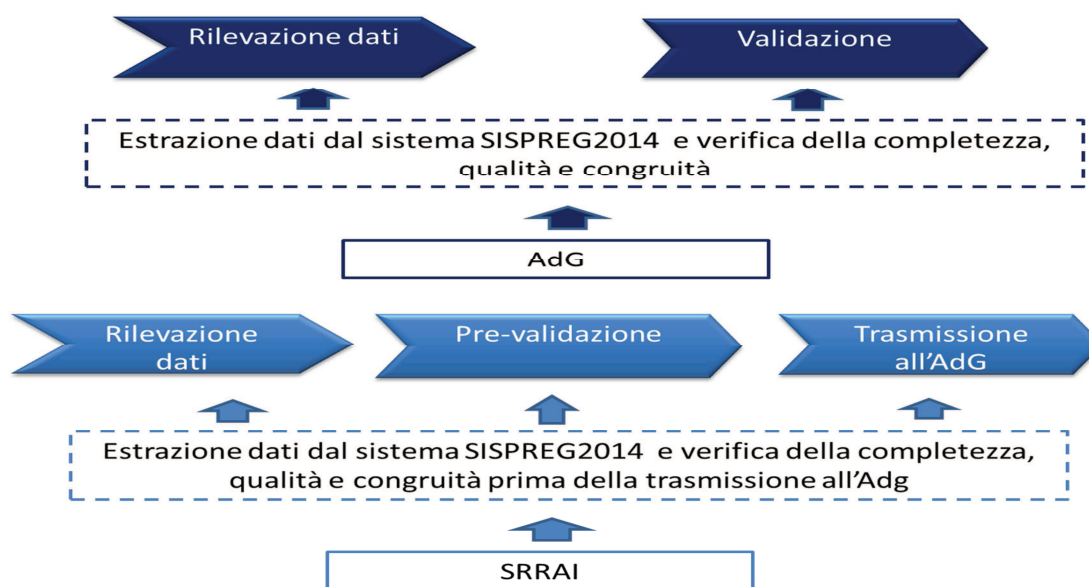 Rilevazione dati
Validazione
Estrazione dati dal sistema SISPREG2014 e verifica della completezza,
qualità e congruità
AdG
Rilevazione
dati
Pre-validazione
Trasmissione
all'AdG
Estrazione dati dal sistema SISPREG2014 e verifica della completezza,
qualità e congruità prima della trasmissione all'Adg
SRRAI